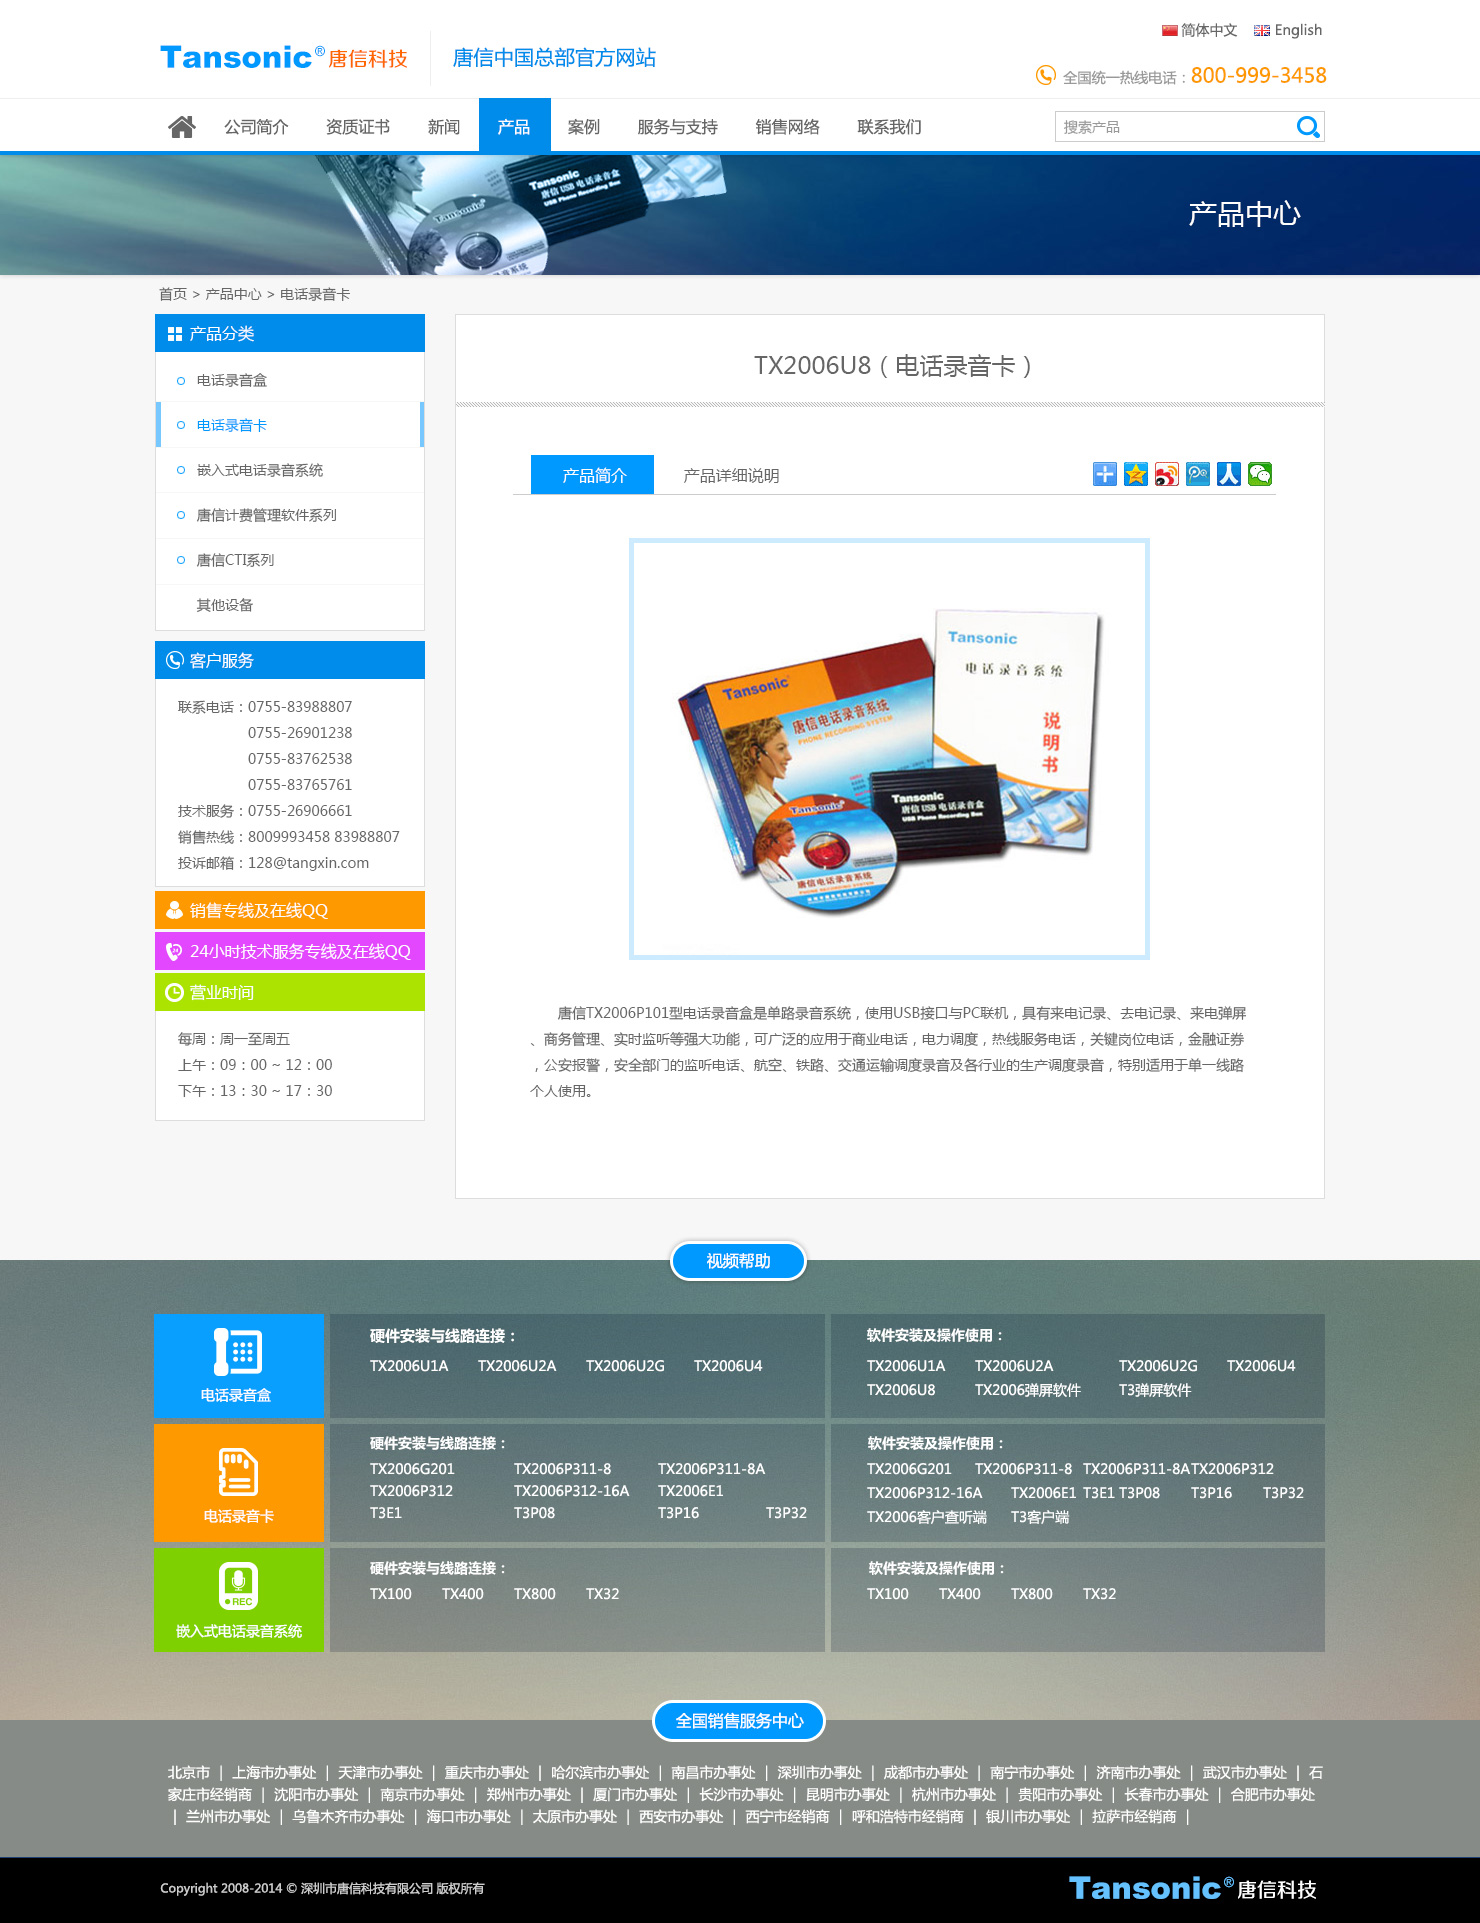 简体中文 English
Tansonic®唐信科技 唐信中国总部官方网站
全国统一热线电话：800-999-3458
公司简介 资质证书 新闻 产品 案例 服务与支持 销售网络 联系我们 搜索产品
Tansonic
唐信 USB 电话录音盒
USB Phone Recording Box
Tansonic
产品中心
首页 > 产品中心 > 电话录音卡
产品分类
电话录音盒
电话录音卡
嵌入式电话录音系统
唐信计费管理软件系列
唐信CTI系列
其他设备
客户服务
联系电话：0755-83988807
0755-26901238
0755-83762538
0755-83765761
技术服务：0755-26906661
销售热线：8009993458 83988807
投诉邮箱：128@tangxin.com
销售专线及在线QQ
24小时技术服务专线及在线QQ
营业时间
每周：周一至周五
上午：09：00 ~ 12：00
下午：13：30 ~ 17：30
TX2006U8（电话录音卡）
产品简介 产品详细说明
Tansonic
电话录音系统
说明书
Tansonic
唐信电话录音系统
PHONE RECORDING SYSTEM
Tansonic
唐信 USB 电话录音盒
USB Phone Recording Box
Tansonic
唐信电话录音系统
PHONE RECORDING SYSTEM
唐信TX2006P101型电话录音盒是单路录音系统，使用USB接口与PC联机，具有来电记录、去电记录、来电弹屏
、商务管理、实时监听等强大功能，可广泛的应用于商业电话，电力调度，热线服务电话，关键岗位电话，金融证券
，公安报警，安全部门的监听电话、航空、铁路、交通运输调度录音及各行业的生产调度录音，特别适用于单一线路
个人使用。
视频帮助
电话录音盒
硬件安装与线路连接：
TX2006U1A TX2006U2A TX2006U2G TX2006U4
软件安装及操作使用：
TX2006U1A TX2006U2A TX2006U2G TX2006U4
TX2006U8 TX2006弹屏软件 T3弹屏软件
电话录音卡
硬件安装与线路连接：
TX2006G201 TX2006P311-8 TX2006P311-8A
TX2006P312 TX2006P312-16A TX2006E1
T3E1 T3P08 T3P16 T3P32
软件安装及操作使用：
TX2006G201 TX2006P311-8 TX2006P311-8ATX2006P312
TX2006P312-16A TX2006E1 T3E1 T3P08 T3P16 T3P32
TX2006客户查听端 T3客户端
REC
嵌入式电话录音系统
硬件安装与线路连接：
TX100 TX400 TX800 TX32
软件安装及操作使用：
TX100 TX400 TX800 TX32
全国销售服务中心
北京市 | 上海市办事处 | 天津市办事处 | 重庆市办事处 | 哈尔滨市办事处 | 南昌市办事处 | 深圳市办事处 | 成都市办事处 | 南宁市办事处 | 济南市办事处 | 武汉市办事处 | 石
家庄市经销商 | 沈阳市办事处 | 南京市办事处 | 郑州市办事处 | 厦门市办事处 | 长沙市办事处 | 昆明市办事处 | 杭州市办事处 | 贵阳市办事处 | 长春市办事处 | 合肥市办事处
| 兰州市办事处 | 乌鲁木齐市办事处 | 海口市办事处 | 太原市办事处 | 西安市办事处 | 西宁市经销商 | 呼和浩特市经销商 | 银川市办事处 | 拉萨市经销商 |
Copyright 2008-2014 © 深圳市唐信科技有限公司 版权所有
Tansonic®唐信科技